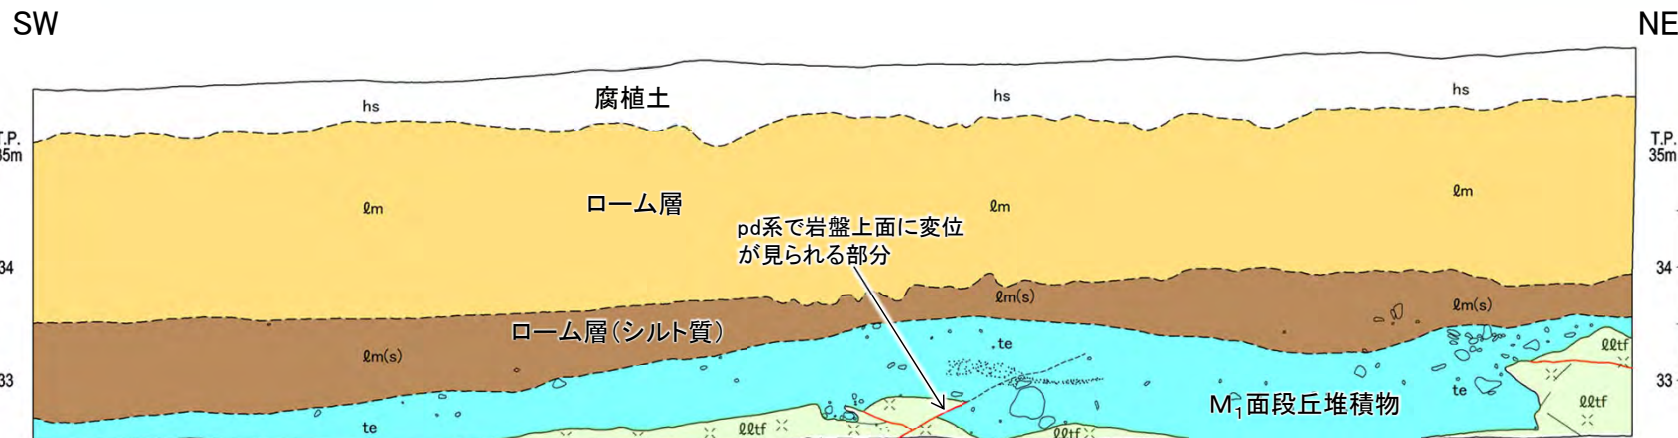 SW
NE
hs
腐植土
hs
hs
T.P.
35m
T.P.
35m
ℓm
ローム層
ℓm
ℓm
pd系で岩盤上面に変位
が見られる部分
34
34
ℓm(s)
ℓm(s)
ローム層(シルト質)
ℓm(s)
te
ℓℓtf
33
33
te
M₁面段丘堆積物
ℓℓtf
te
ℓℓtf
ℓℓtf